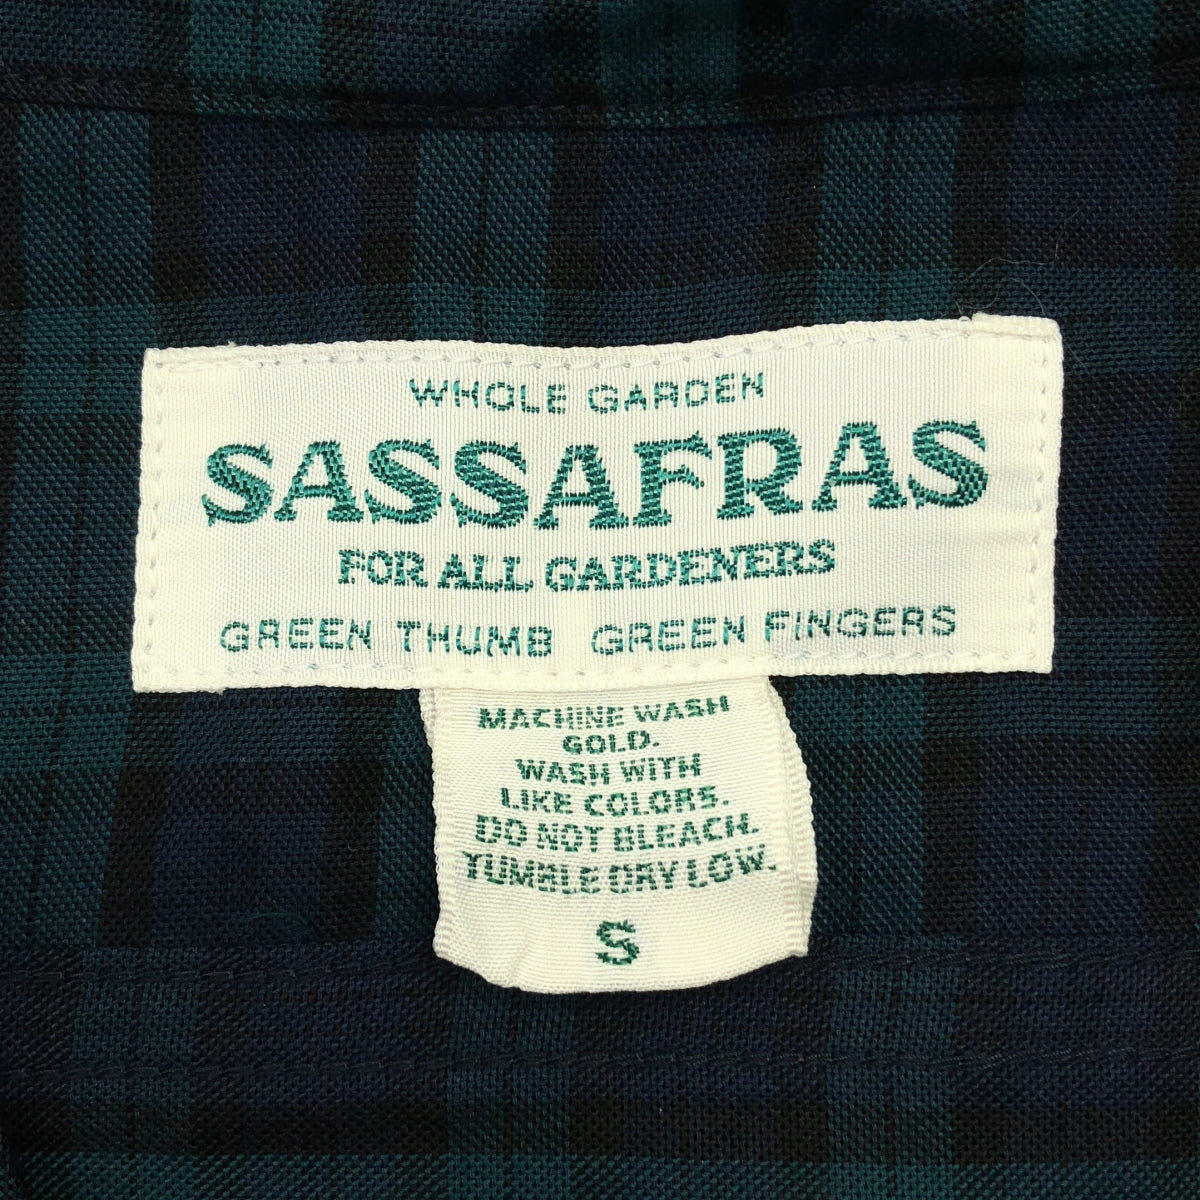 WHOLE GARDEN
SASSAFRAS
FOR ALL GARDENERS
GREEN THUMB GREEN FINGERS
MACHINE WASH
GOLD.
WASH WITH
LIKE COLORS.
DO NOT BLEACH.
TUMBLE DRY LOW.
S